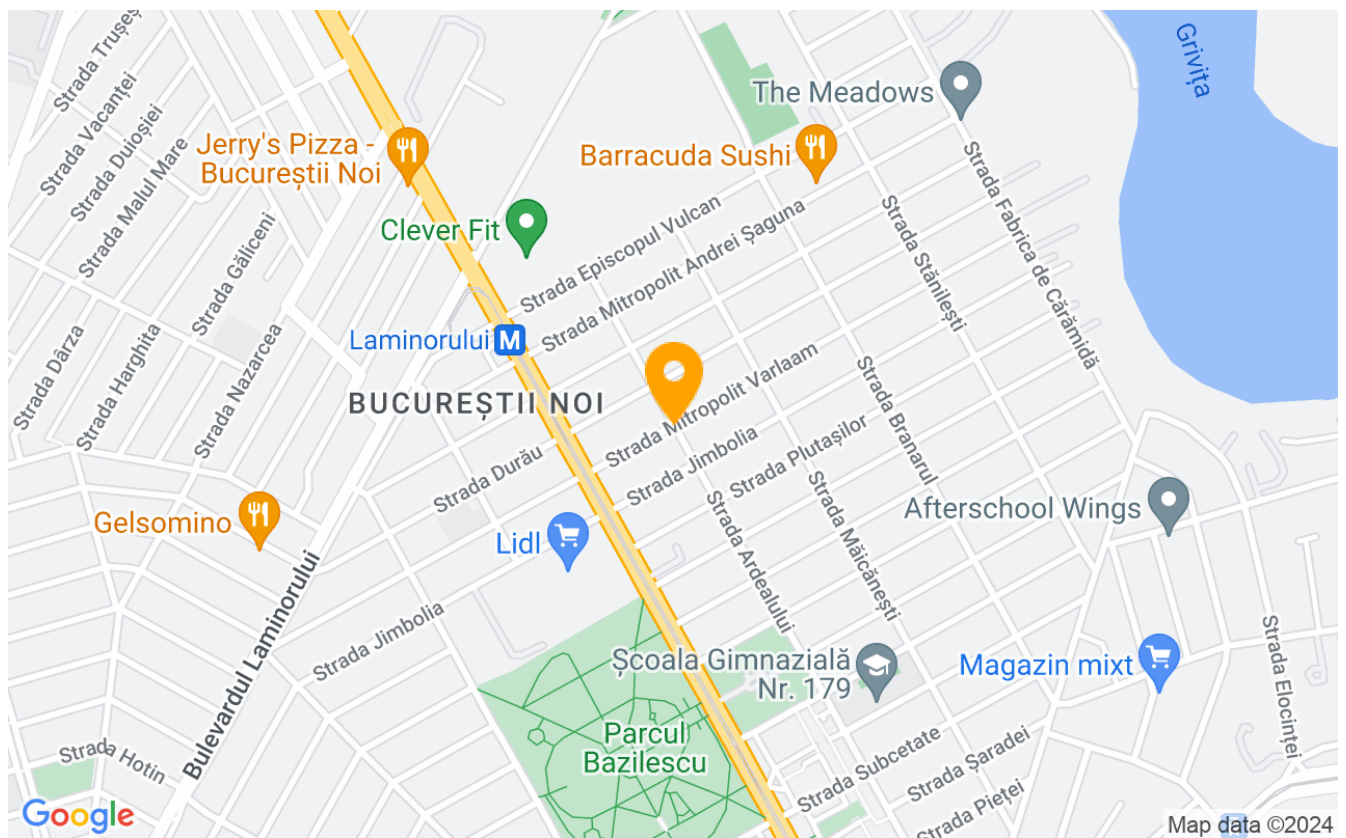 Strada Trușeș
Strada Vacanței
Strada Duioșiei
Strada Malul Mare
Strada Găliceni
Strada Dârza
Strada Harghita
Strada Nazarcea
Jerry's Pizza -
Bucureștii Noi
Clever Fit
Barracuda Sushi
The Meadows
Grivița
Strada Episcopul Vulcan
Strada Mitropolit Andrei Șaguna
Strada Stănilești
Strada Fabrica de Cărămidă
Laminorului
M
BUCUREȘTII NOI
Strada Mitropolit Varlaam
Strada Durău
Strada Jimbolia
Strada Plutașilor
Strada Branarul
Strada Ardealului
Strada Măicănești
Gelsomino
Lidl
Afterschool Wings
Bulevardul Laminorului
Strada Jimbolia
Școala Gimnazială
Nr. 179
Magazin mixt
Strada Elocinței
Parcul
Bazilescu
Strada Hotin
Strada Subcetate
Strada Șaradei
Strada Pieței
Google
Map data ©2024